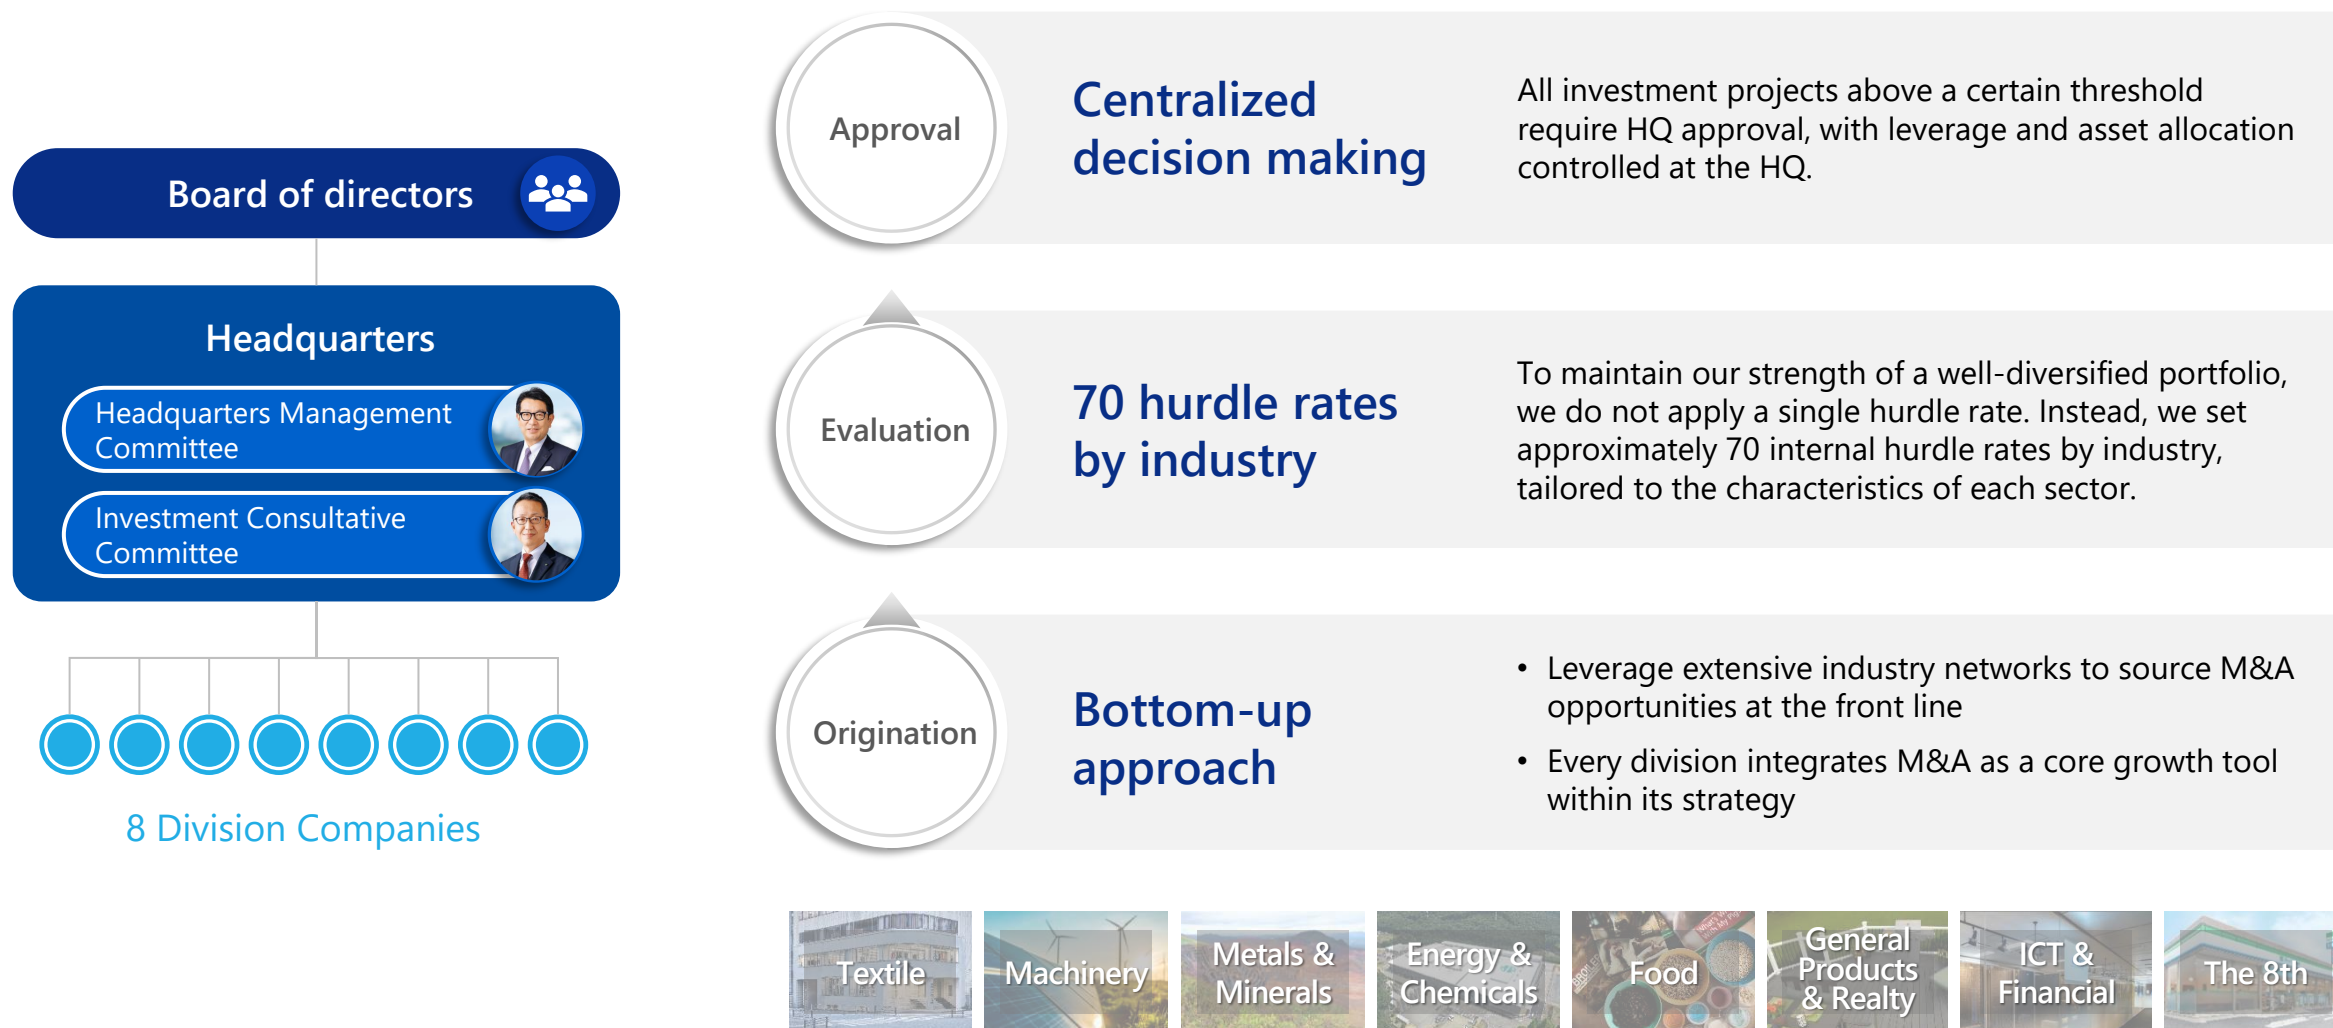 Board of directors
Headquarters
Headquarters Management
Committee
Investment Consultative
Committee
8 Division Companies
Approval
Centralized
decision making
All investment projects above a certain threshold
require HQ approval, with leverage and asset allocation
controlled at the HQ.
Evaluation
70 hurdle rates
by industry
To maintain our strength of a well-diversified portfolio,
we do not apply a single hurdle rate. Instead, we set
approximately 70 internal hurdle rates by industry,
tailored to the characteristics of each sector.
Origination
Bottom-up
approach
• Leverage extensive industry networks to source M&A
opportunities at the front line
• Every division integrates M&A as a core growth tool
within its strategy
Textile
Machinery
Metals &
Minerals
Energy &
Chemicals
Food
General
Products
& Realty
ICT &
Financial
The 8th